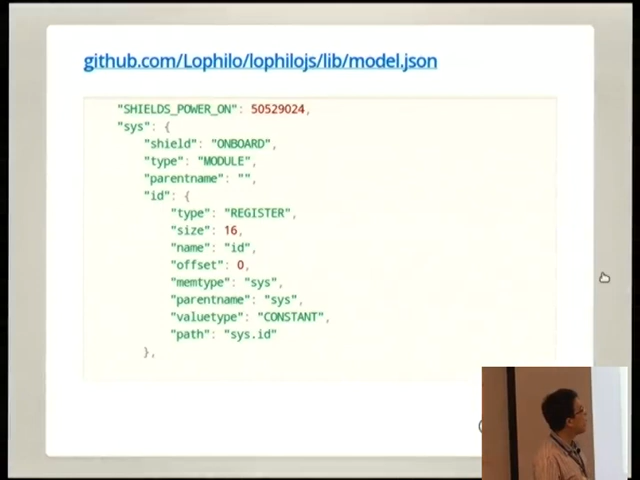 github.com/Lophilo/lophilojs/lib/model.json
"SHIELDS_POWER_ON": 50529024,
"sys": {
"shield": "ONBOARD",
"type": "MODULE",
"parentname": "",
"id": {
"type": "REGISTER",
"size": 16,
"name": "id",
"offset": 0,
"memtype": "sys",
"parentname": "sys",
"valuetype": "CONSTANT",
"path": "sys.id"
},